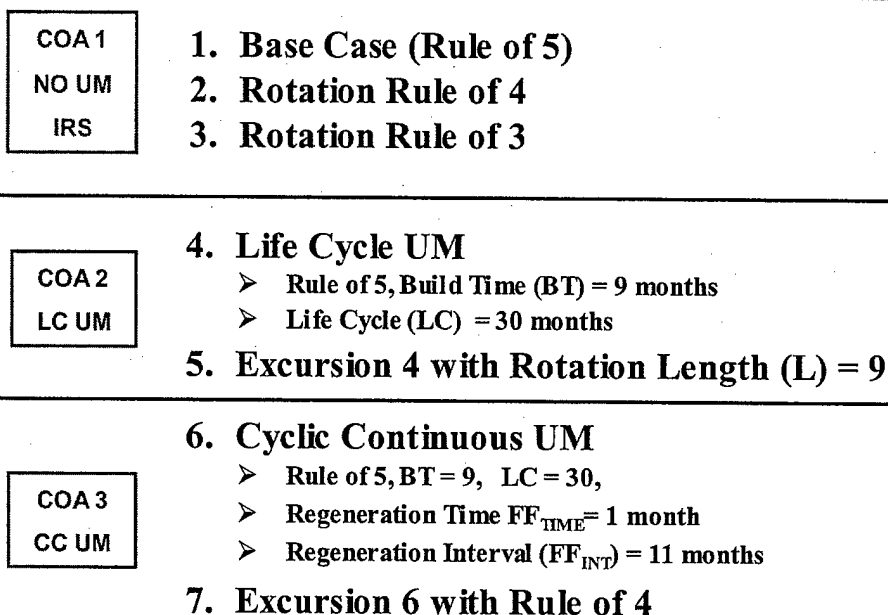 COA 1
NO UM
IRS
1. Base Case (Rule of 5)
2. Rotation Rule of 4
3. Rotation Rule of 3
COA 2
LC UM
4. Life Cycle UM
➢ Rule of 5, Build Time (BT) = 9 months
➢ Life Cycle (LC) = 30 months
5. Excursion 4 with Rotation Length (L) = 9
COA 3
CC UM
6. Cyclic Continuous UM
➢ Rule of 5, BT = 9, LC = 30,
➢ Regeneration Time FF_TIME= 1 month
➢ Regeneration Interval (FF_INT) = 11 months
7. Excursion 6 with Rule of 4